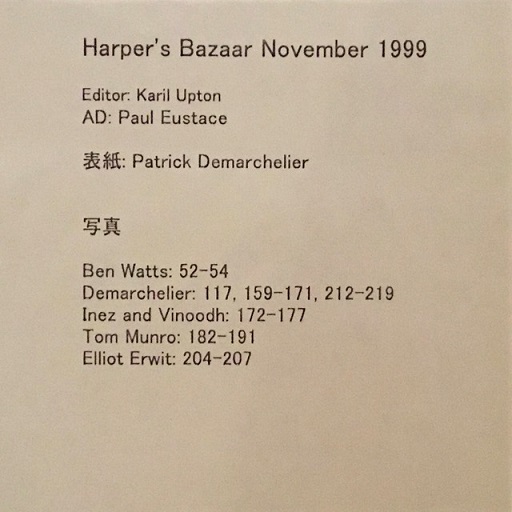 Harper's Bazaar November 1999
Editor: Karil Upton
AD: Paul Eustace
表紙: Patrick Demarchelier
写真
Ben Watts: 52-54
Demarchelier: 117, 159-171, 212-219
Inez and Vinoodh: 172-177
Tom Munro: 182-191
Elliot Erwit: 204-207